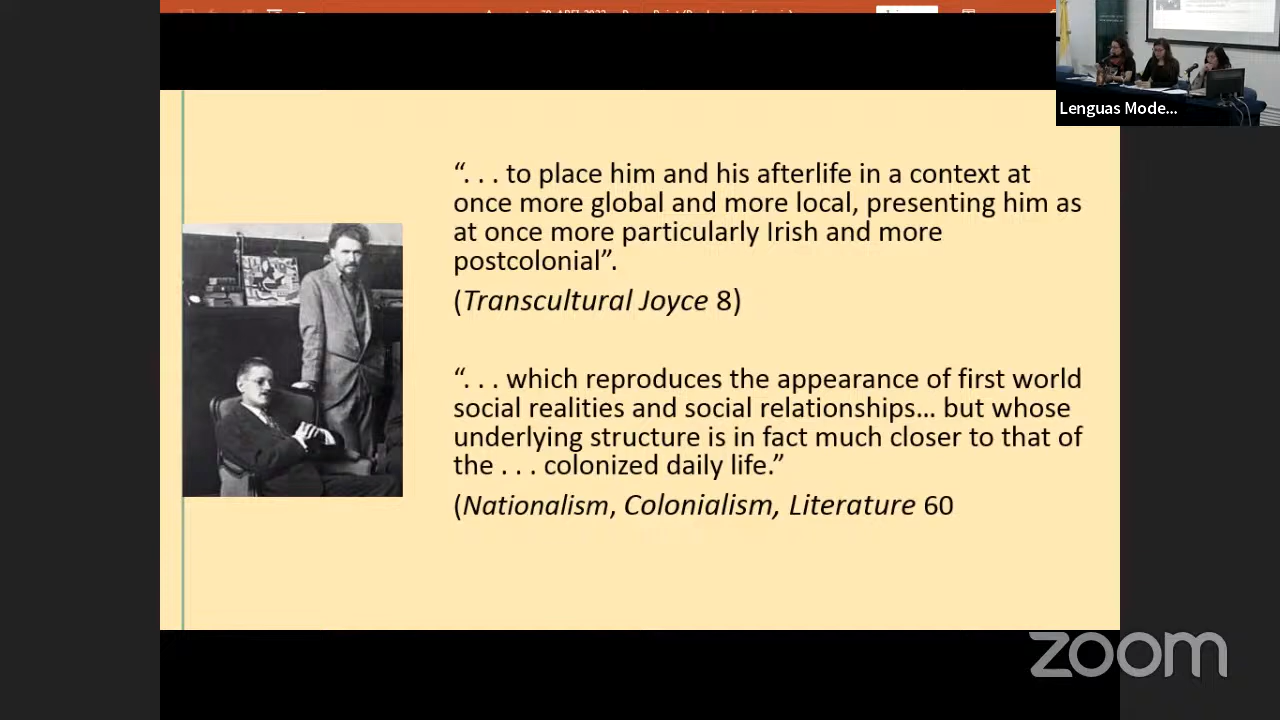 Lenguas Mode...
“. . . to place him and his afterlife in a context at
once more global and more local, presenting him as
at once more particularly Irish and more
postcolonial”.
(Transcultural Joyce 8)
“. . . which reproduces the appearance of first world
social realities and social relationships... but whose
underlying structure is in fact much closer to that of
the . . . colonized daily life.”
(Nationalism, Colonialism, Literature 60
zoom